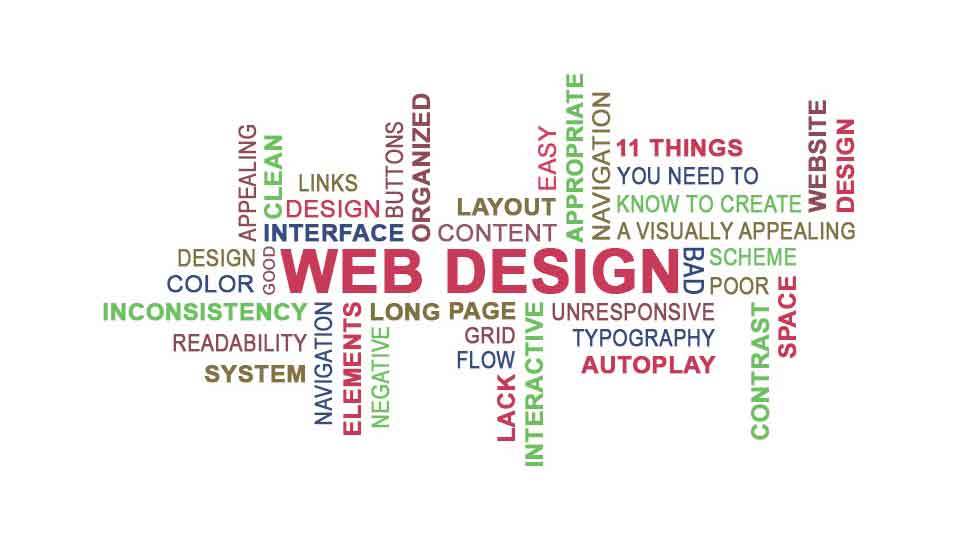 APPEALING
CLEAN
LINKS
DESIGN
INTERFACE
BUTTONS
ORGANIZED
LAYOUT
CONTENT
EASY
APPROPRIATE
NAVIGATION
11 THINGS
YOU NEED TO
KNOW TO CREATE
A VISUALLY APPEALING
WEBSITE
DESIGN
DESIGN
COLOR
GOOD
WEB DESIGN
BAD
SCHEME
POOR
INCONSISTENCY
READABILITY
SYSTEM
NAVIGATION
ELEMENTS
LONG PAGE
NEGATIVE
GRID
FLOW
LACK
INTERACTIVE
UNRESPONSIVE
TYPOGRAPHY
AUTOPLAY
CONTRAST
SPACE